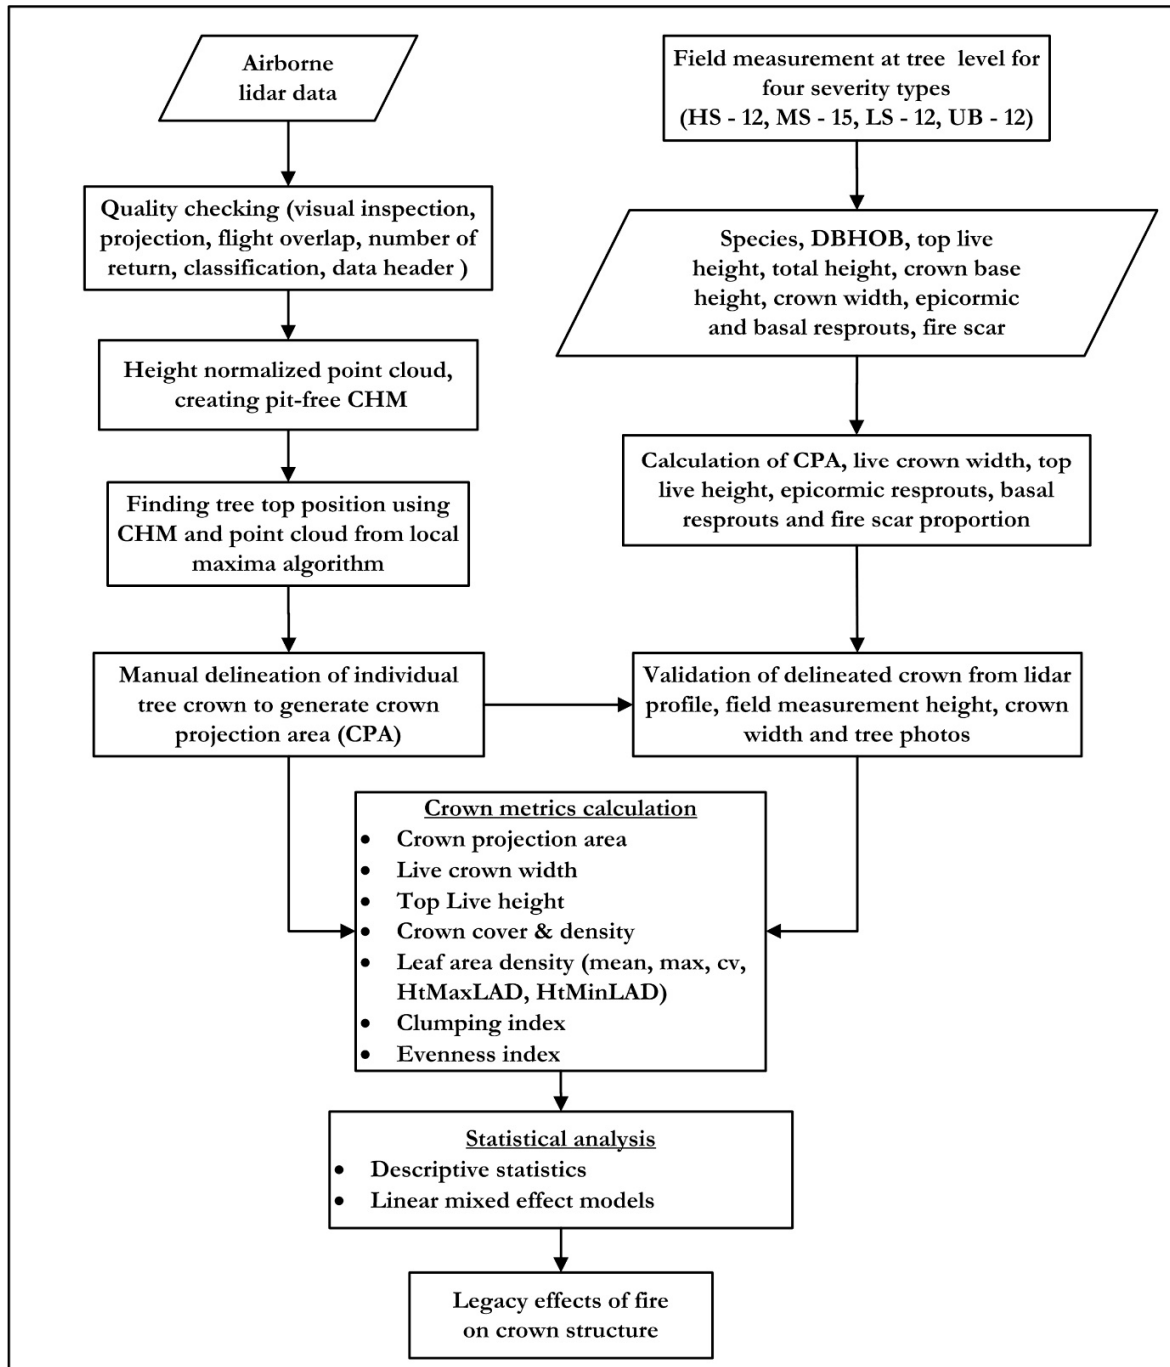 Airborne
lidar data
Quality checking (visual inspection,
projection, flight overlap, number of
return, classification, data header )
Height normalized point cloud,
creating pit-free CHM
Finding tree top position using
CHM and point cloud from local
maxima algorithm
Manual delineation of individual
tree crown to generate crown
projection area (CPA)
Field measurement at tree level for
four severity types
(HS - 12, MS - 15, LS - 12, UB - 12)
Species, DBHOB, top live
height, total height, crown base
height, crown width, epicormic
and basal resprouts, fire scar
Calculation of CPA, live crown width, top
live height, epicormic resprouts, basal
resprouts and fire scar proportion
Validation of delineated crown from lidar
profile, field measurement height, crown
width and tree photos
Crown metrics calculation
• Crown projection area
• Live crown width
• Top Live height
• Crown cover & density
• Leaf area density (mean, max, cv,
HtMaxLAD, HtMinLAD)
• Clumping index
• Evenness index
Statistical analysis
• Descriptive statistics
• Linear mixed effect models
Legacy effects of fire
on crown structure